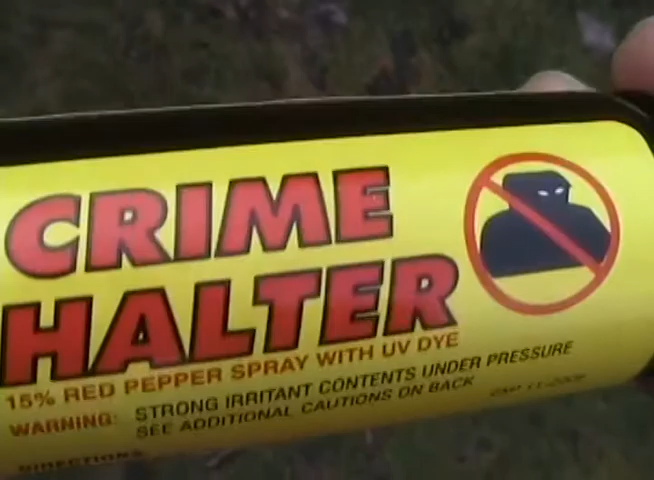 CRIME
HALTER
15% RED PEPPER SPRAY WITH UV DYE
WARNING: STRONG IRRITANT CONTENTS UNDER PRESSURE
SEE ADDITIONAL CAUTIONS ON BACK
DIRECTIONS